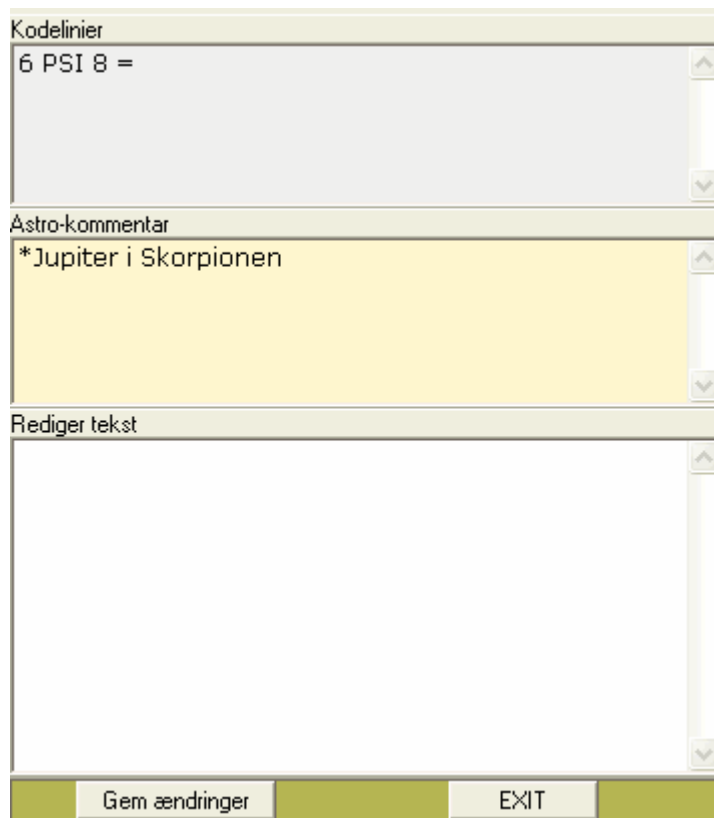 Kodelinier
6 PSI 8 =
Astro-kommentar
*Jupiter i Skorpionen
Rediger tekst
Gem ændringer
EXIT